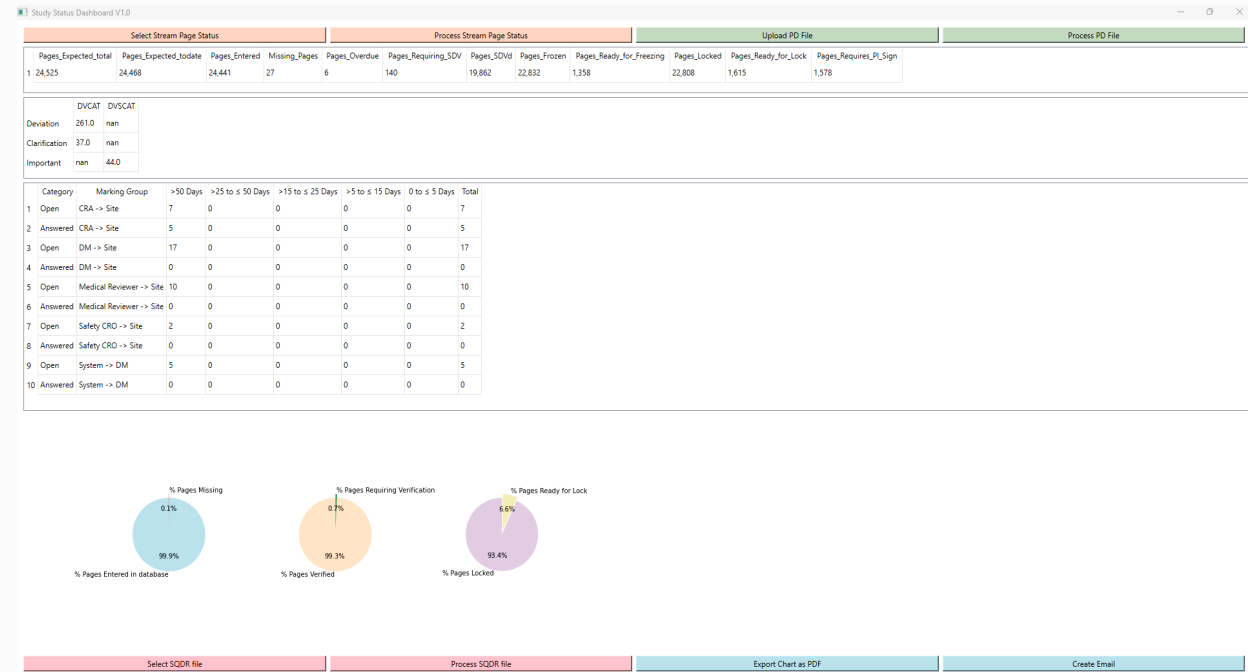 Study Status Dashboard V1.0
Select Stream Page Status Process Stream Page Status Upload PD File Process PD File
Pages_Expected_total Pages_Expected_todate Pages_Entered Missing_Pages Pages_Overdue Pages_Requiring_SDV Pages_SDVd Pages_Frozen Pages_Ready_for_Freezing Pages_Locked Pages_Ready_for_Lock Pages_Requires_PI_Sign
1 24,525 24,468 24,441 27 6 140 19,862 22,832 1,358 22,808 1,615 1,578
DVCAT DVSCAT
Deviation 261.0 nan
Clarification 37.0 nan
Important nan 44.0
Category Marking Group >50 Days >25 to ≤ 50 Days >15 to ≤ 25 Days >5 to ≤ 15 Days 0 to ≤ 5 Days Total
1 Open CRA -> Site 7 0 0 0 0 7
2 Answered CRA -> Site 5 0 0 0 0 5
3 Open DM -> Site 17 0 0 0 0 17
4 Answered DM -> Site 0 0 0 0 0 0
5 Open Medical Reviewer -> Site 10 0 0 0 0 10
6 Answered Medical Reviewer -> Site 0 0 0 0 0 0
7 Open Safety CRO -> Site 2 0 0 0 0 2
8 Answered Safety CRO -> Site 0 0 0 0 0 0
9 Open System -> DM 5 0 0 0 0 5
10 Answered System -> DM 0 0 0 0 0 0
% Pages Missing % Pages Requiring Verification % Pages Ready for Lock
0.1% 0.7% 6.6%
99.9% 99.3% 93.4%
% Pages Entered in database % Pages Verified % Pages Locked
Select SQDR file Process SQDR file Export Chart as PDF Create Email